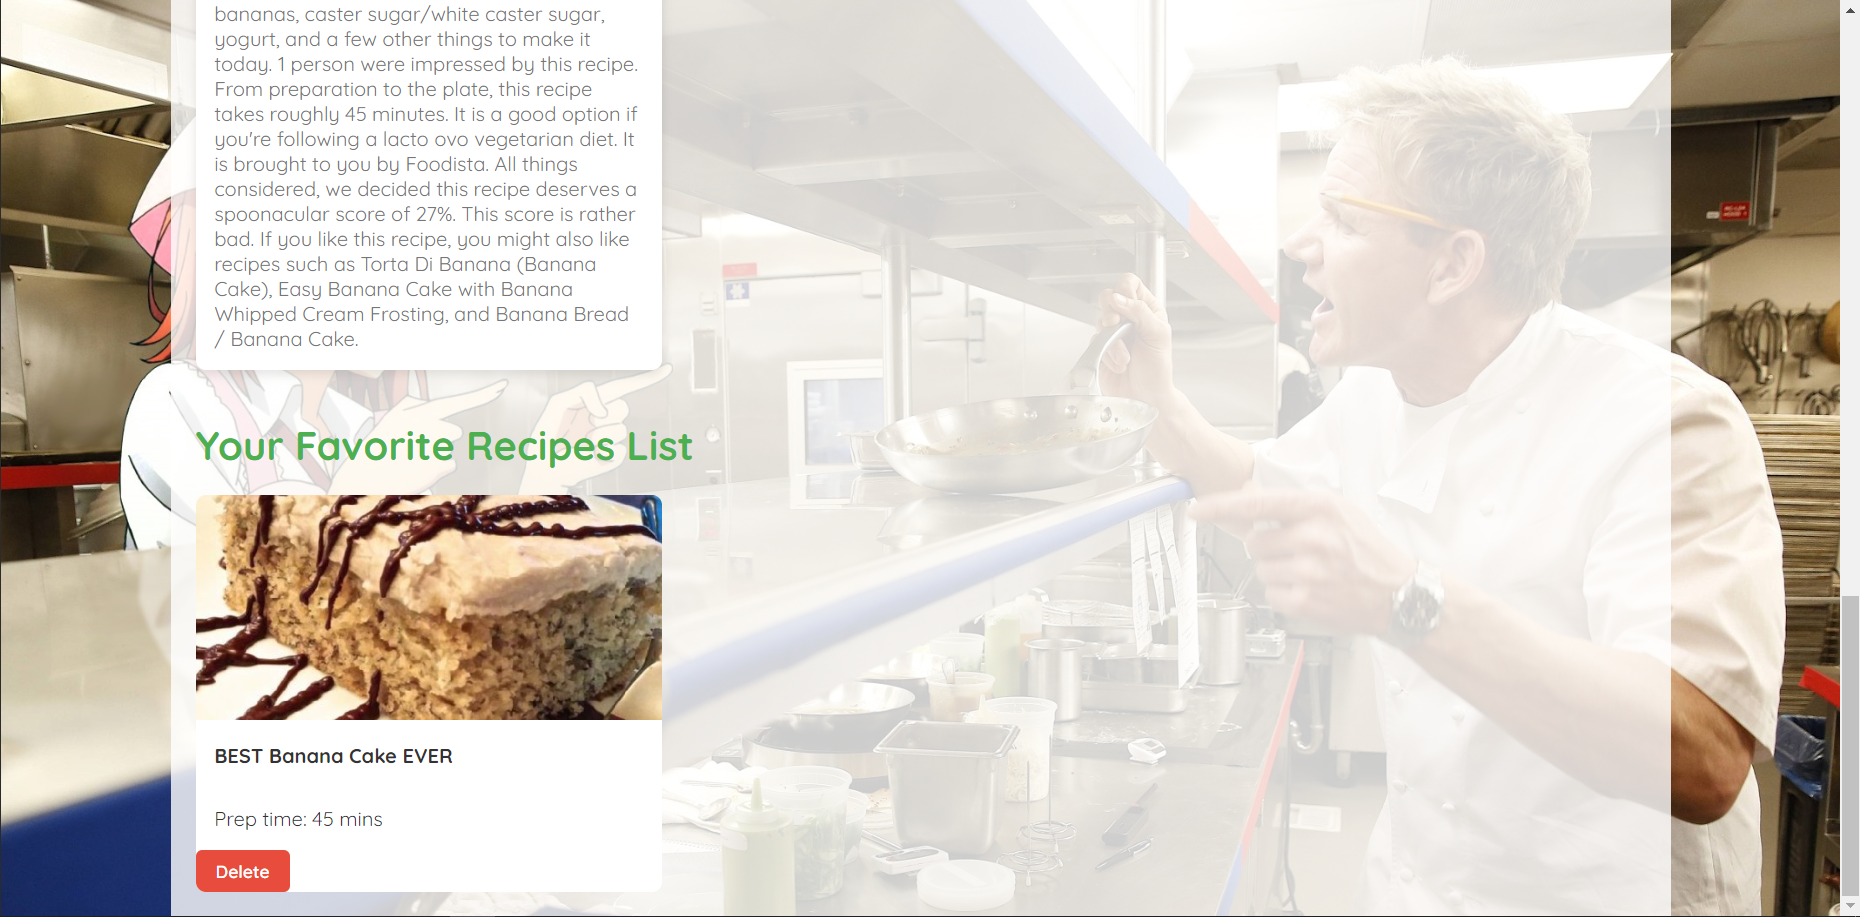 bananas, caster sugar/white caster sugar,
yogurt, and a few other things to make it
today. 1 person were impressed by this recipe.
From preparation to the plate, this recipe
takes roughly 45 minutes. It is a good option if
you're following a lacto ovo vegetarian diet. It
is brought to you by Foodista. All things
considered, we decided this recipe deserves a
spoonacular score of 27%. This score is rather
bad. If you like this recipe, you might also like
recipes such as Torta Di Banana (Banana
Cake), Easy Banana Cake with Banana
Whipped Cream Frosting, and Banana Bread
/ Banana Cake.
Your Favorite Recipes List
BEST Banana Cake EVER
Prep time: 45 mins
Delete